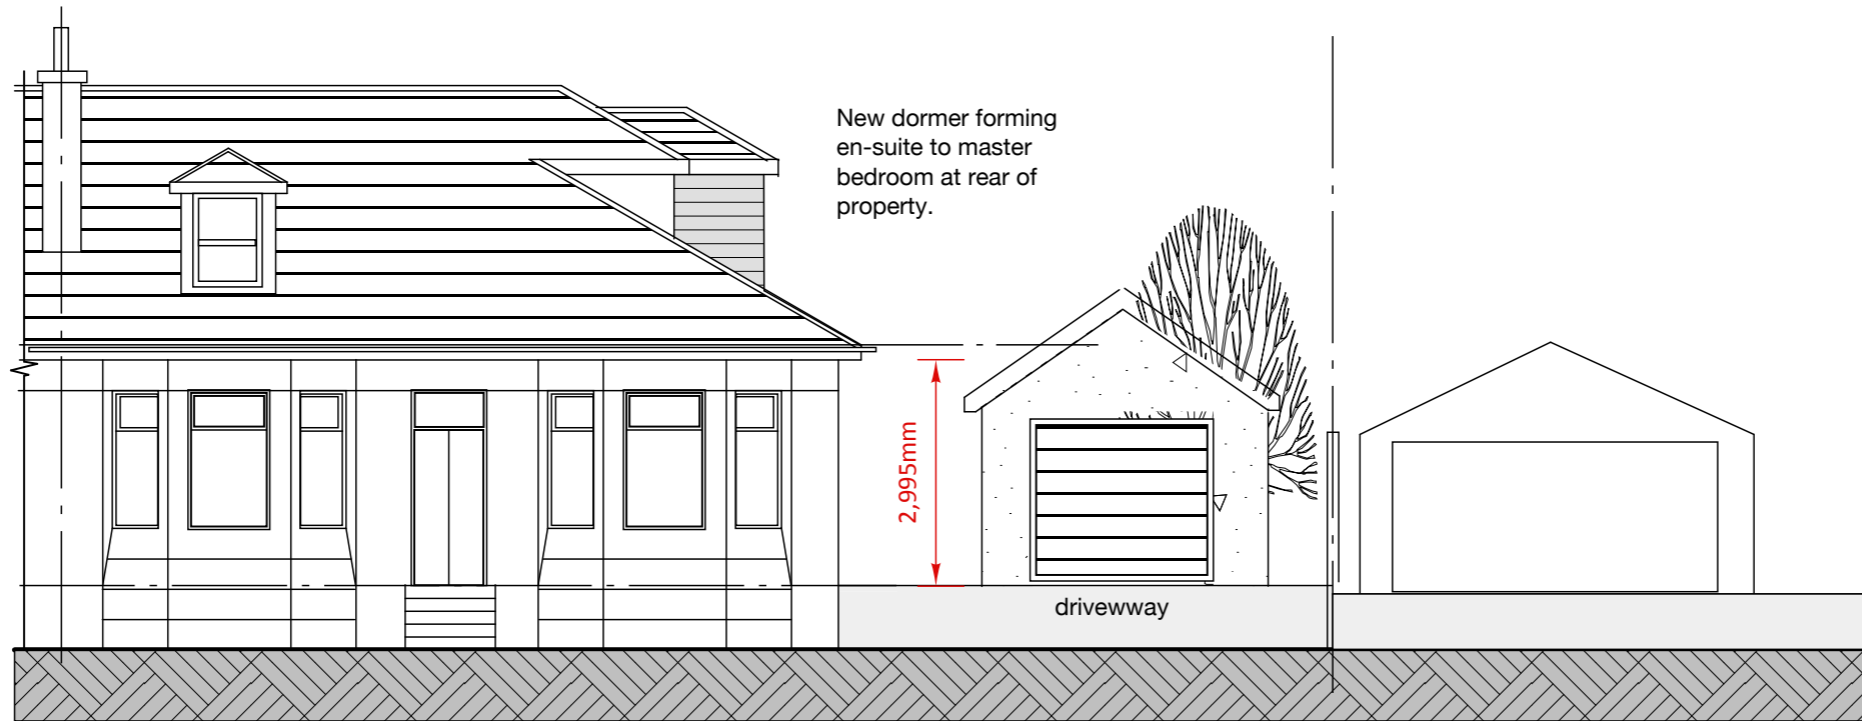 New dormer forming
en-suite to master
bedroom at rear of
property.
2,995mm
drivewway